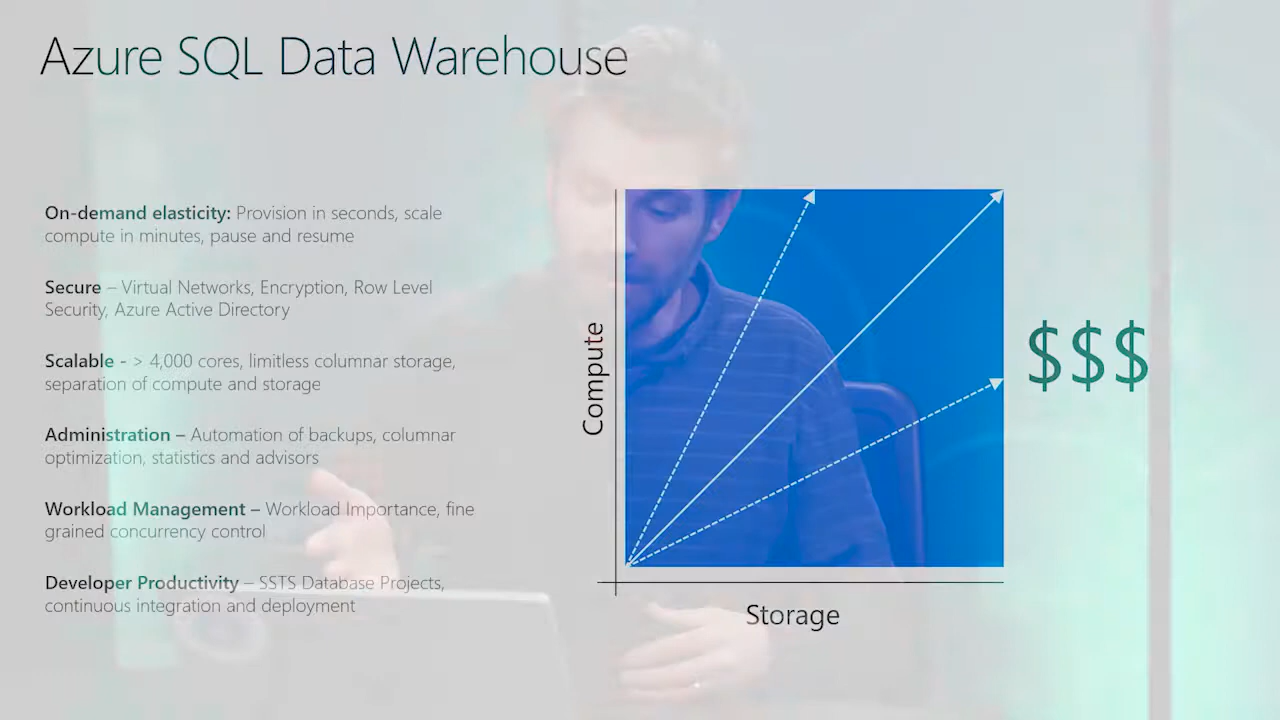 Azure SQL Data Warehouse
On-demand elasticity: Provision in seconds, scale
compute in minutes, pause and resume
Secure – Virtual Networks, Encryption, Row Level
Security, Azure Active Directory
Scalable - > 4,000 cores, limitless columnar storage,
separation of compute and storage
Administration – Automation of backups, columnar
optimization, statistics and advisors
Workload Management – Workload Importance, fine
grained concurrency control
Developer Productivity – SSTS Database Projects,
continuous integration and deployment
Compute
Storage
$$$